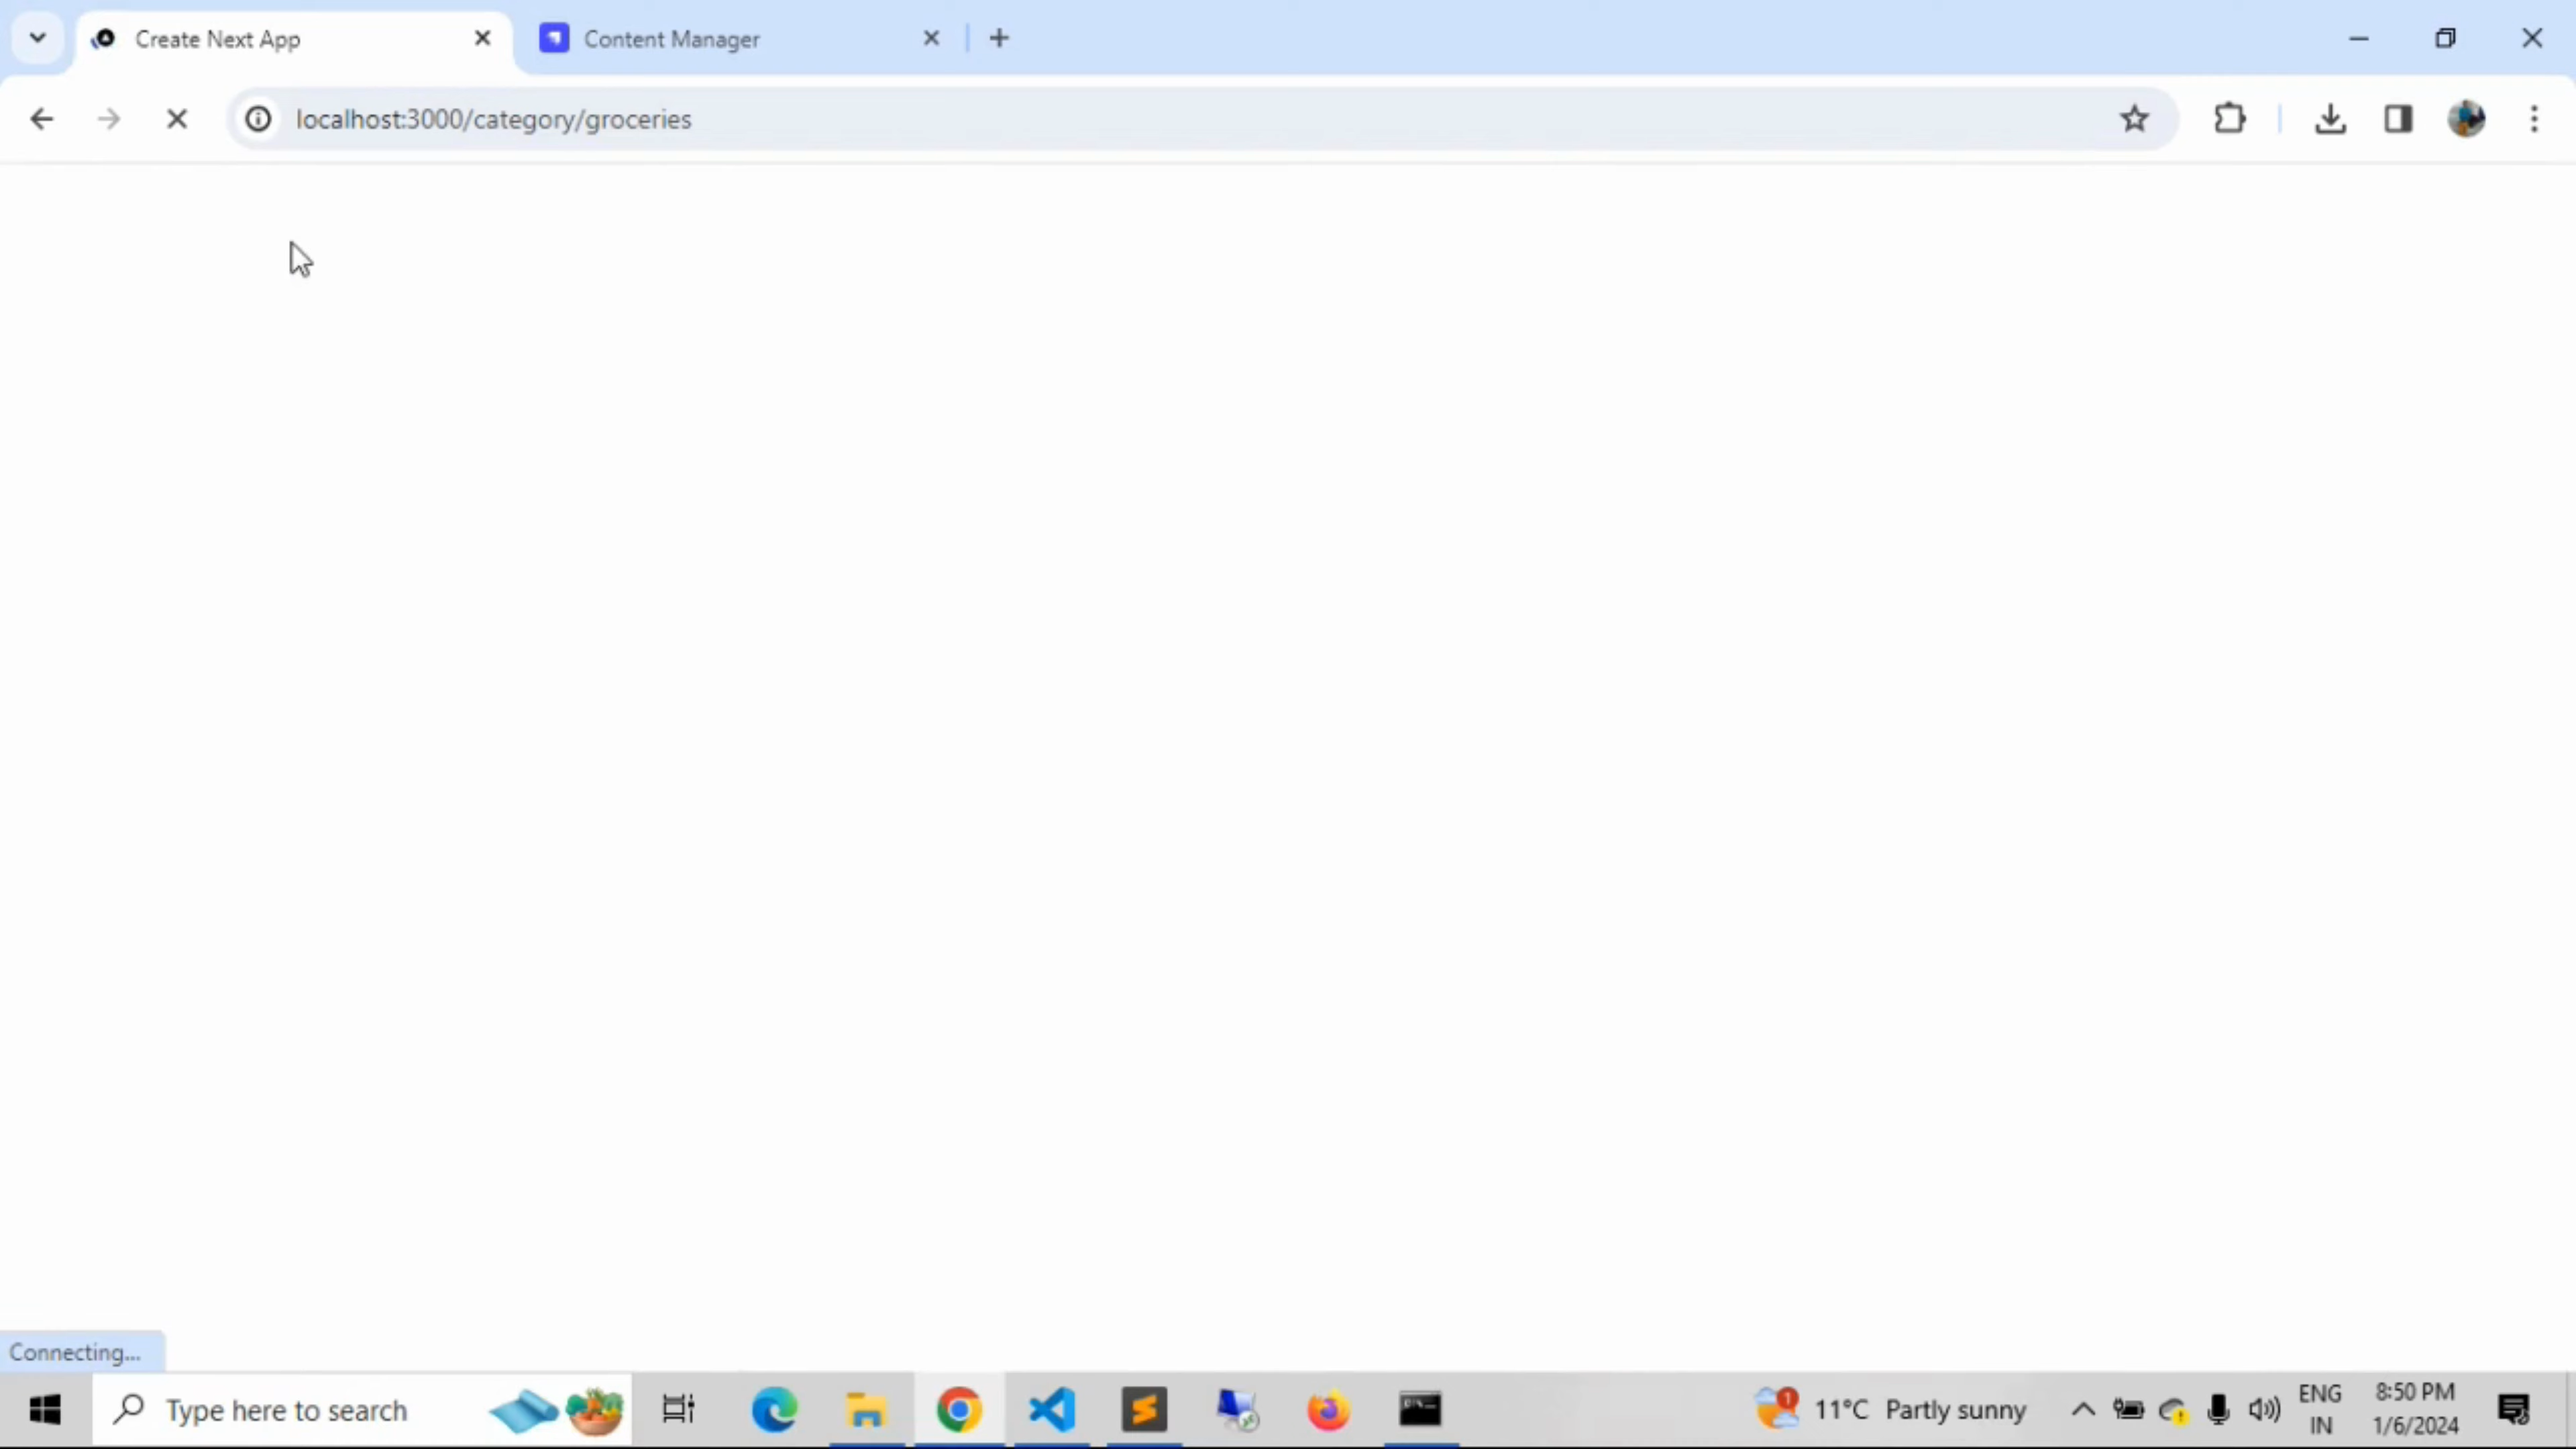 Create Next App
Content Manager
localhost:3000/category/groceries
Connecting...
Type here to search
1
11°C Partly sunny
ENG
IN
8:50 PM
1/6/2024